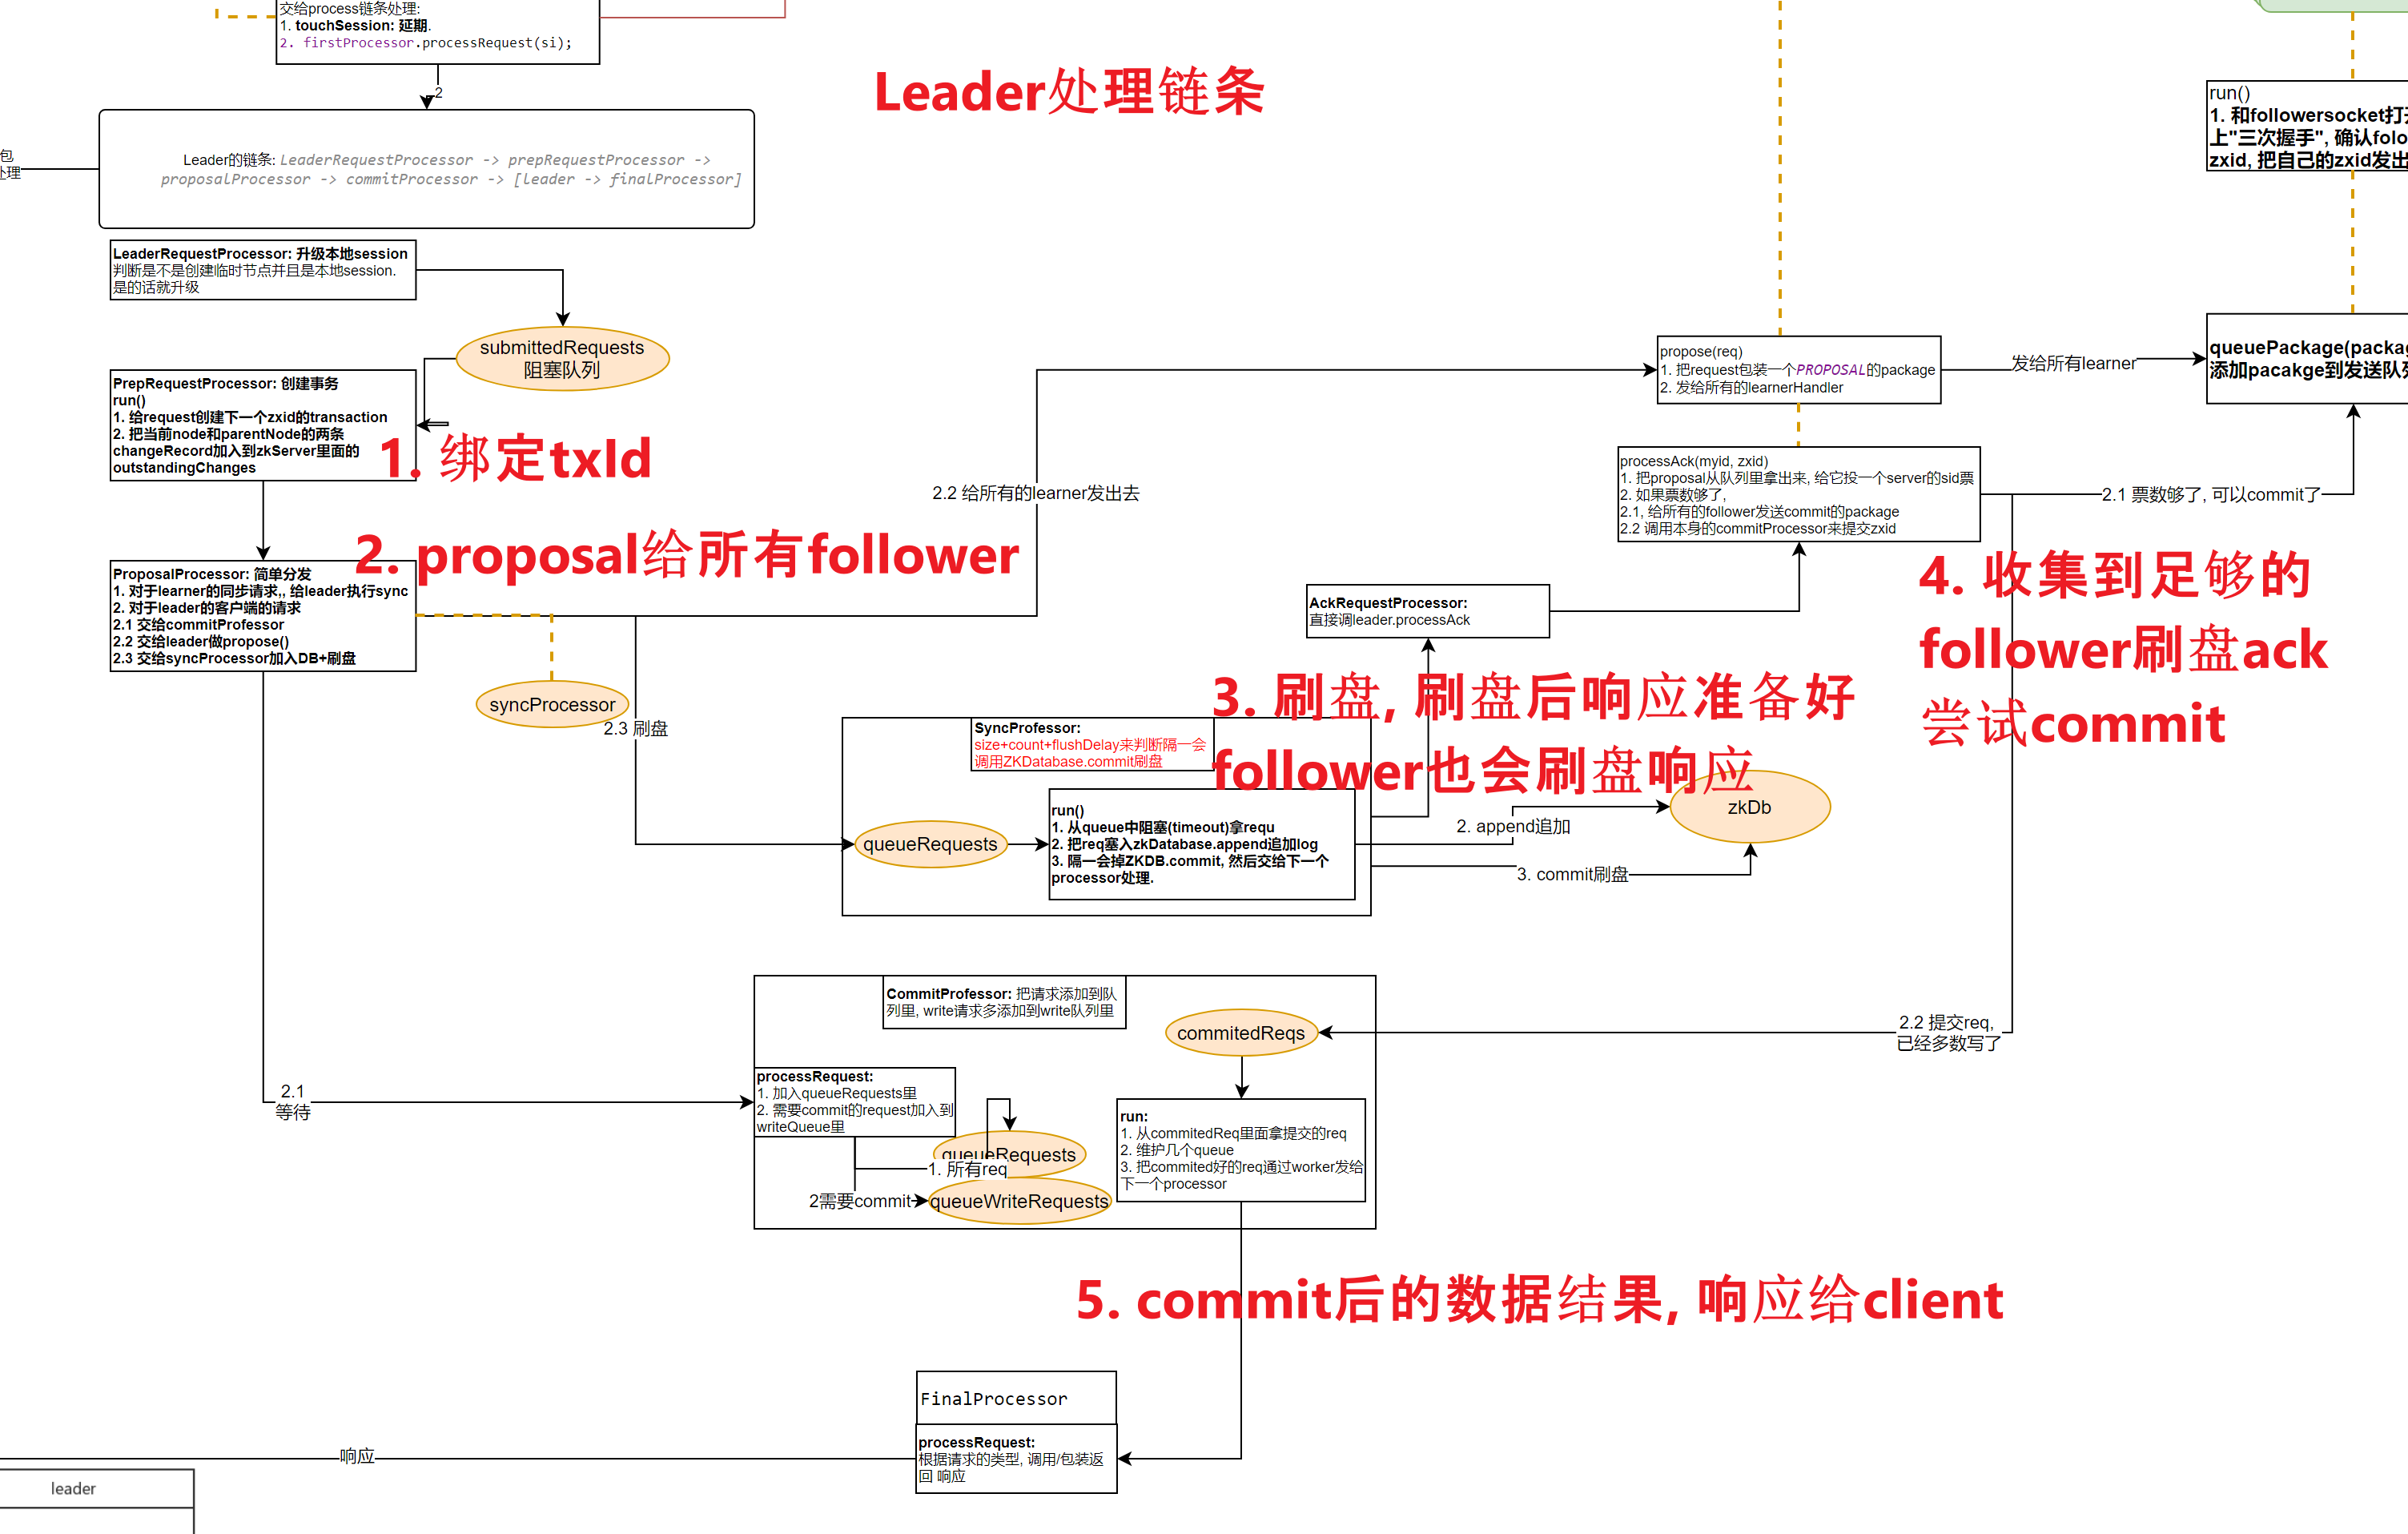 交给process链条处理:
1. touchSession: 延期.
2. firstProcessor.processRequest(si);
2
Leader处理链条
包
处理
Leader的链条: LeaderRequestProcessor -> prepRequestProcessor ->
proposalProcessor -> commitProcessor -> [leader -> finalProcessor]
run()
1. 和followersocket打开
上"三次握手", 确认folo
zxid, 把自己的zxid发出
LeaderRequestProcessor: 升级本地session
判断是不是创建临时节点并且是本地session.
是的话就升级
submittedRequests
阻塞队列
PrepRequestProcessor: 创建事务
run()
1. 给request创建下一个zxid的transaction
2. 把当前node和parentNode的两条
changeRecord加入到zkServer里面的
outstandingChanges
1. 绑定txId
propose(req)
1. 把request包装一个PROPOSAL的package
2. 发给所有的learnerHandler
发给所有learner
queuePackage(packag
添加pacakge到发送队列
processAck(myid, zxid)
1. 把proposal从队列里拿出来, 给它投一个server的sid票
2. 如果票数够了,
2.1, 给所有的follower发送commit的package
2.2 调用本身的commitProcessor来提交zxid
2.1 票数够了, 可以commit了
2.2 给所有的learner发出去
2. proposal给所有follower
ProposalProcessor: 简单分发
1. 对于learner的同步请求,, 给leader执行sync
2. 对于leader的客户端的请求
2.1 交给commitProfessor
2.2 交给leader做propose()
2.3 交给syncProcessor加入DB+刷盘
syncProcessor
2.3 刷盘
AckRequestProcessor:
直接调leader.processAck
4. 收集到足够的
follower刷盘ack
尝试commit
3. 刷盘, 刷盘后响应准备好
follower也会刷盘响应
SyncProfessor:
size+count+flushDelay来判断隔一会
调用ZKDatabase.commit刷盘
queueRequests
run()
1. 从queue中阻塞(timeout)拿requ
2. 把req塞入zkDatabase.append追加log
3. 隔一会掉ZKDB.commit, 然后交给下一个
processor处理.
2. append追加
3. commit刷盘
zkDb
CommitProfessor: 把请求添加到队
列里, write请求多添加到write队列里
commitedReqs
2.2 提交req,
已经多数写了
2.1
等待
processRequest:
1. 加入queueRequests里
2. 需要commit的request加入到
writeQueue里
queueRequests
1. 所有req
2需要commit
queueWriteRequests
run:
1. 从commitedReq里面拿提交的req
2. 维护几个queue
3. 把commited好的req通过worker发给
下一个processor
5. commit后的数据结果, 响应给client
FinalProcessor
processRequest:
根据请求的类型, 调用/包装返
回 响应
响应
leader